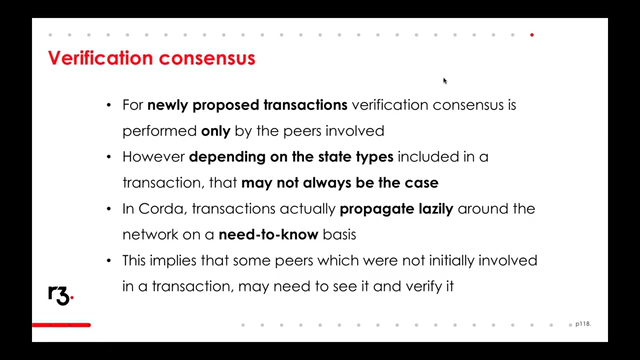 Verification consensus
• For newly proposed transactions verification consensus is
performed only by the peers involved
• However depending on the state types included in a
transaction, that may not always be the case
• In Corda, transactions actually propagate lazily around the
network on a need-to-know basis
• This implies that some peers which were not initially involved
in a transaction, may need to see it and verify it
r3.
p118.